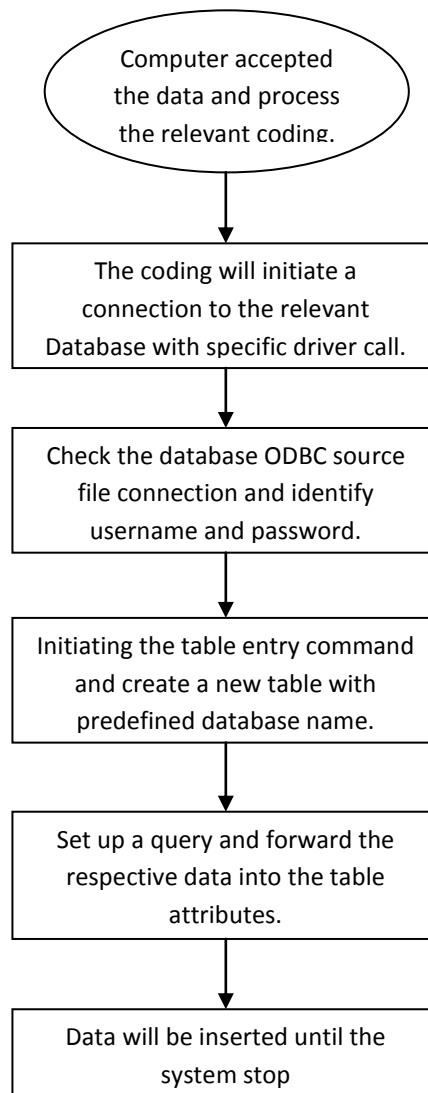 Computer accepted
the data and process
the relevant coding.
The coding will initiate a
connection to the relevant
Database with specific driver call.
Check the database ODBC source
file connection and identify
username and password.
Initiating the table entry command
and create a new table with
predefined database name.
Set up a query and forward the
respective data into the table
attributes.
Data will be inserted until the
system stop